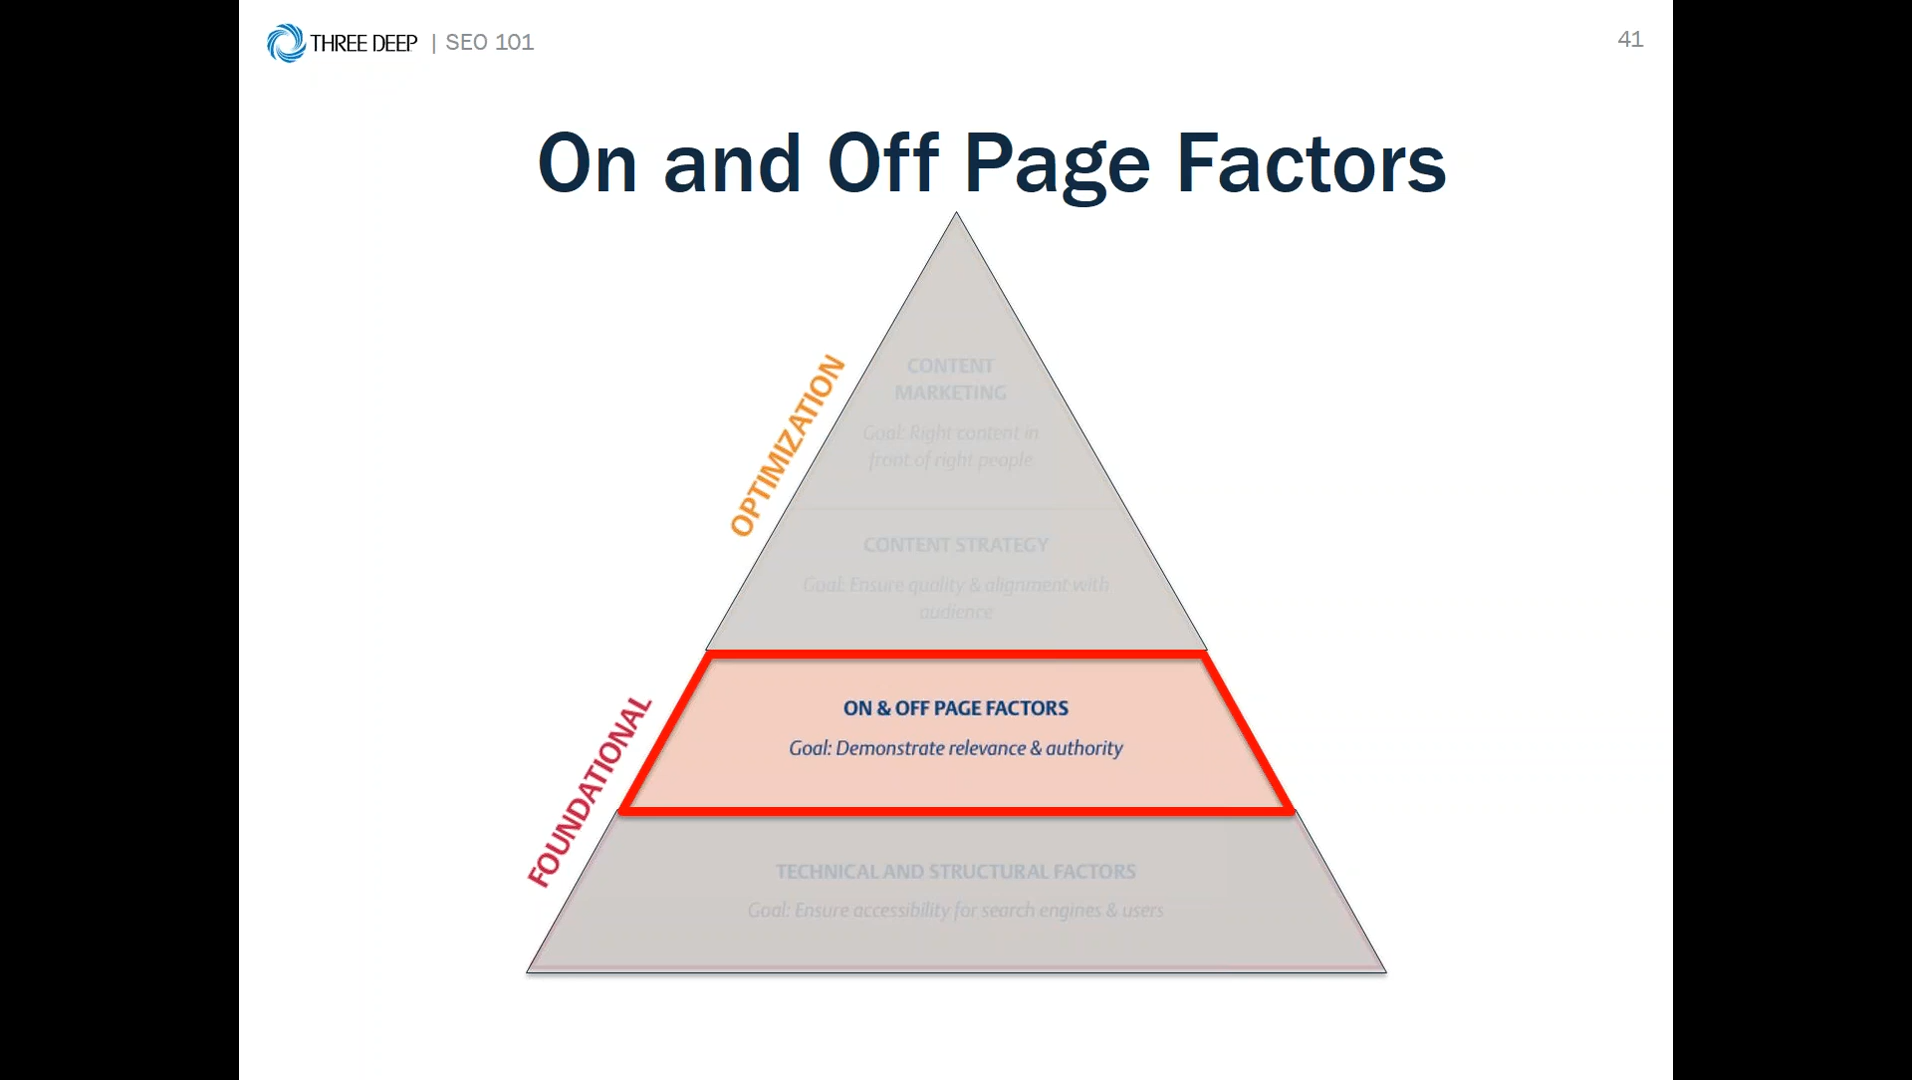 THREE DEEP | SEO 101
41
On and Off Page Factors
OPTIMIZATION
CONTENT
MARKETING
Goal: Right content in
front of right people
CONTENT STRATEGY
Goal: Ensure quality & alignment with
audience
FOUNDATIONAL
ON & OFF PAGE FACTORS
Goal: Demonstrate relevance & authority
TECHNICAL AND STRUCTURAL FACTORS
Goal: Ensure accessibility for search engines & users